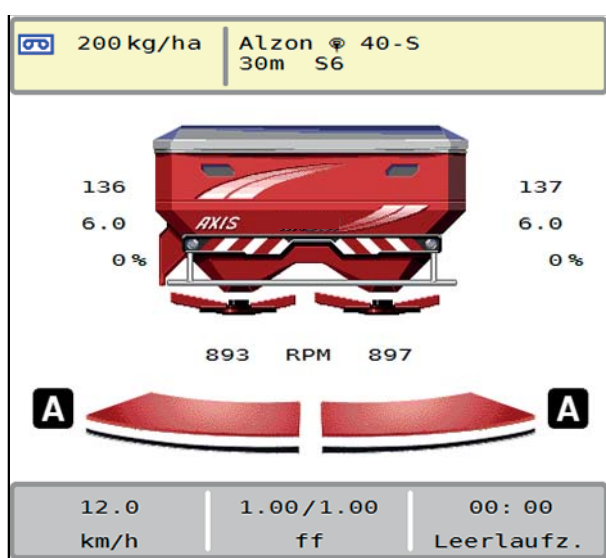 200 kg/ha
Alzon 40-S
30m S6
136 137
6.0 AXIS 6.0
0 % 0 %
893 RPM 897
A A
12.0 1.00/1.00 00: 00
km/h ff Leerlaufz.